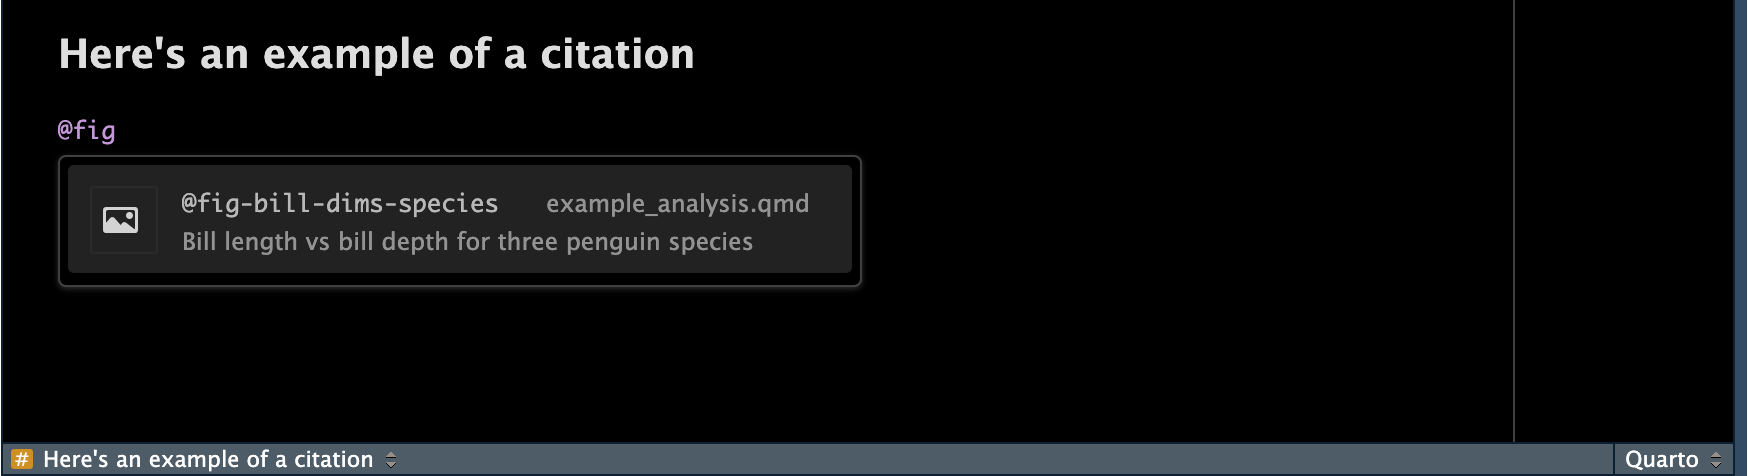 Here's an example of a citation
@fig
@fig-bill-dims-species example_analysis.qmd
Bill length vs bill depth for three penguin species
# Here's an example of a citation Quarto